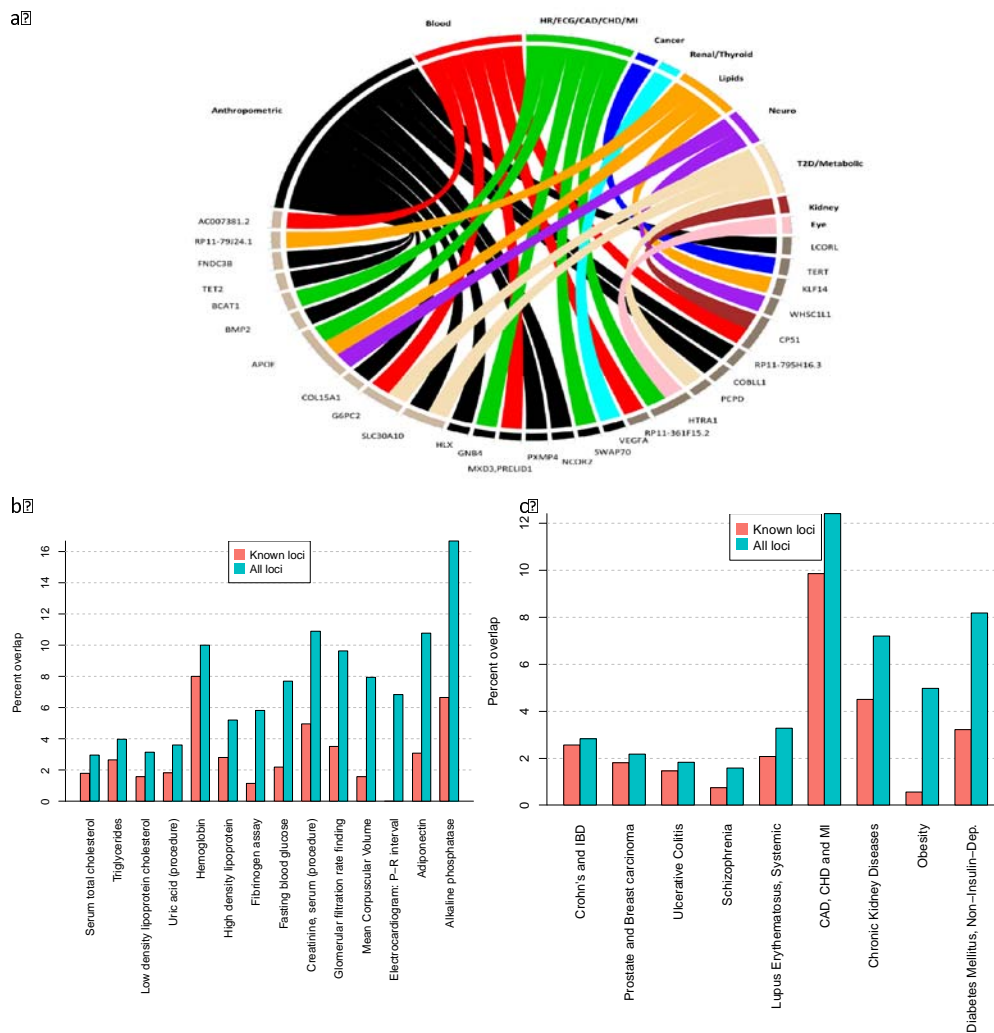 a
Blood
HR/ECG/CAD/CHD/MI
Cancer
Renal/Thyroid
Lipids
Neuro
T2D/Metabolic
Kidney
Eye
Anthropometric
AC007381.2
RP11-79J24.1
FNDC3B
TET2
BCAT1
BMP2
APOE
COL15A1
G6PC2
SLC30A10
HLX
GNB4
MXD3,PRELID1
PXMP4
NCOR2
SWAP70
VEGFA
RP11-361F15.2
HTRA1
PCPD
COBLL1
RP11-795H16.3
CPS1
WHSC1L1
KLF14
TERT
LCORL
b
Known loci
All loci
Percent overlap
0
2
4
6
8
10
12
14
16
Serum total cholesterol
Triglycerides
Low density lipoprotein cholesterol
Uric acid (procedure)
Hemoglobin
High density lipoprotein
Fibrinogen assay
Fasting blood glucose
Creatinine, serum (procedure)
Glomerular filtration rate finding
Mean Corpuscular Volume
Electrocardiogram: P−R interval
Adiponectin
Alkaline phosphatase
Known loci
All loci
Percent overlap
0
2
4
6
8
10
12
Crohn's and IBD
Prostate and Breast carcinoma
Ulcerative Colitis
Schizophrenia
Lupus Erythematosus, Systemic
CAD, CHD and MI
Chronic Kidney Diseases
Obesity
Diabetes Mellitus, Non−Insulin−Dep.